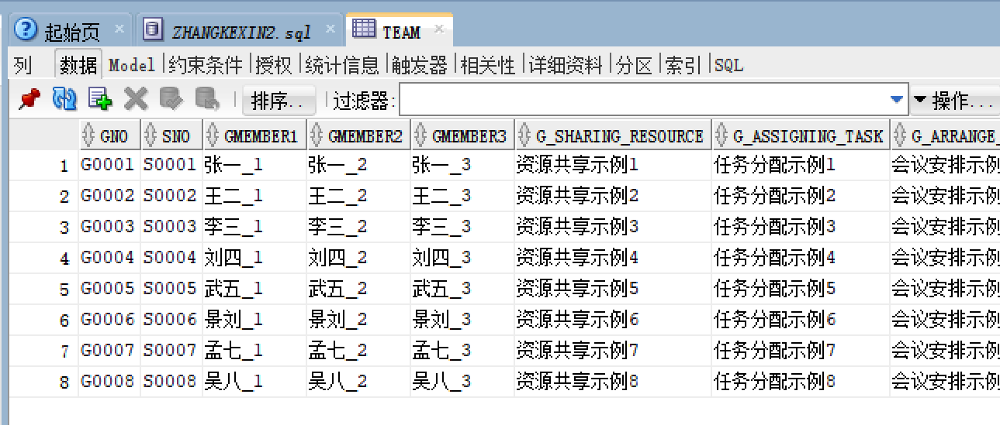 起始页 ZHANGKEXIN2.sql TEAM
列 数据 Model 约束条件 授权 统计信息 触发器 相关性 详细资料 分区 索引 SQL
排序.. 过滤器: 操作...
GNO SNO GMEMBER1 GMEMBER2 GMEMBER3 G_SHARING_RESOURCE G_ASSIGNING_TASK G_ARRANGE_
1 G0001 S0001 张一_1 张一_2 张一_3 资源共享示例1 任务分配示例1 会议安排示例
2 G0002 S0002 王二_1 王二_2 王二_3 资源共享示例2 任务分配示例2 会议安排示例
3 G0003 S0003 李三_1 李三_2 李三_3 资源共享示例3 任务分配示例3 会议安排示例
4 G0004 S0004 刘四_1 刘四_2 刘四_3 资源共享示例4 任务分配示例4 会议安排示例
5 G0005 S0005 武五_1 武五_2 武五_3 资源共享示例5 任务分配示例5 会议安排示例
6 G0006 S0006 景刘_1 景刘_2 景刘_3 资源共享示例6 任务分配示例6 会议安排示例
7 G0007 S0007 孟七_1 孟七_2 孟七_3 资源共享示例7 任务分配示例7 会议安排示例
8 G0008 S0008 吴八_1 吴八_2 吴八_3 资源共享示例8 任务分配示例8 会议安排示例